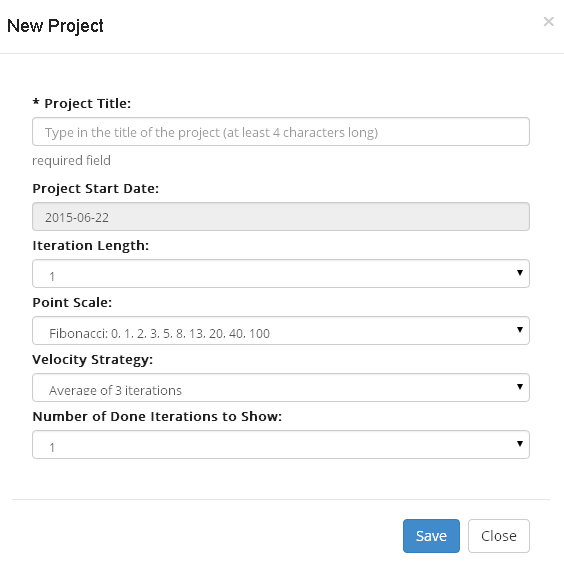 New Project
×
* Project Title:
Type in the title of the project (at least 4 characters long)
required field
Project Start Date:
2015-06-22
Iteration Length:
1
Point Scale:
Fibonacci: 0, 1, 2, 3, 5, 8, 13, 20, 40, 100
Velocity Strategy:
Average of 3 iterations
Number of Done Iterations to Show:
1
Save Close